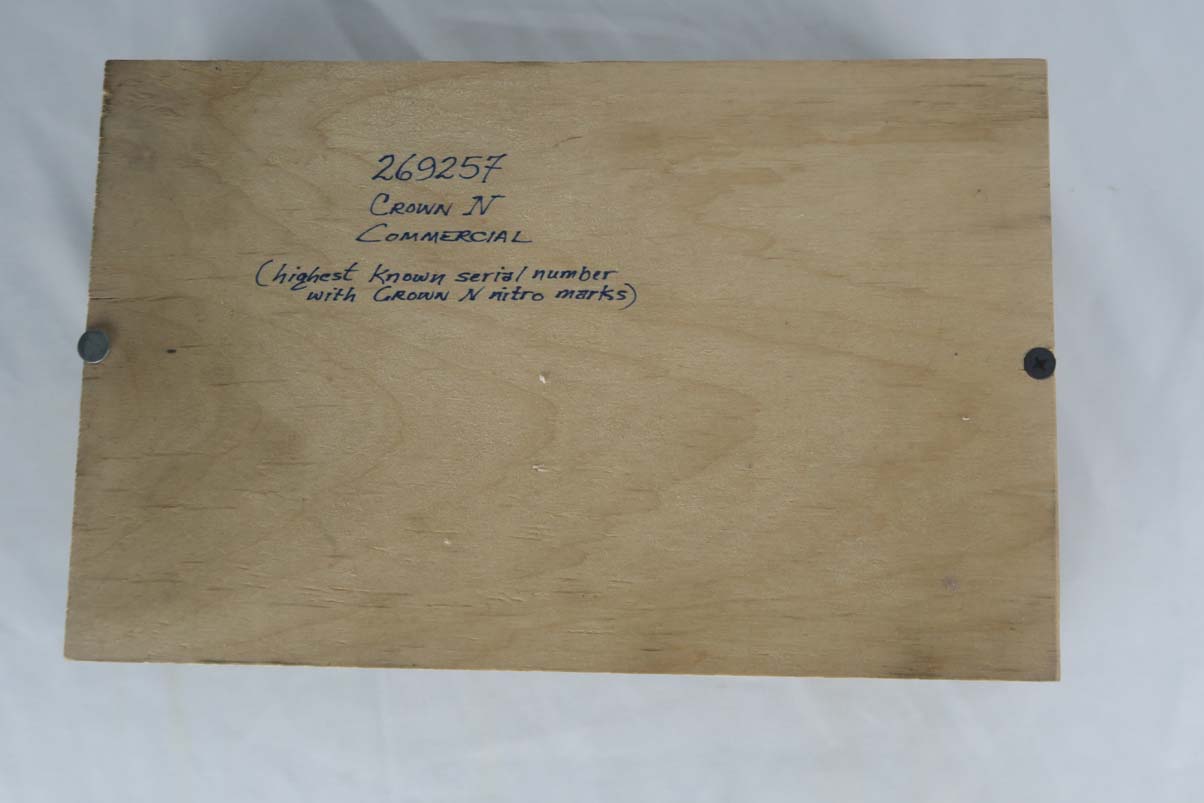 269257
CROWN N
COMMERCIAL
(highest known serial number
with CROWN N nitro marks)